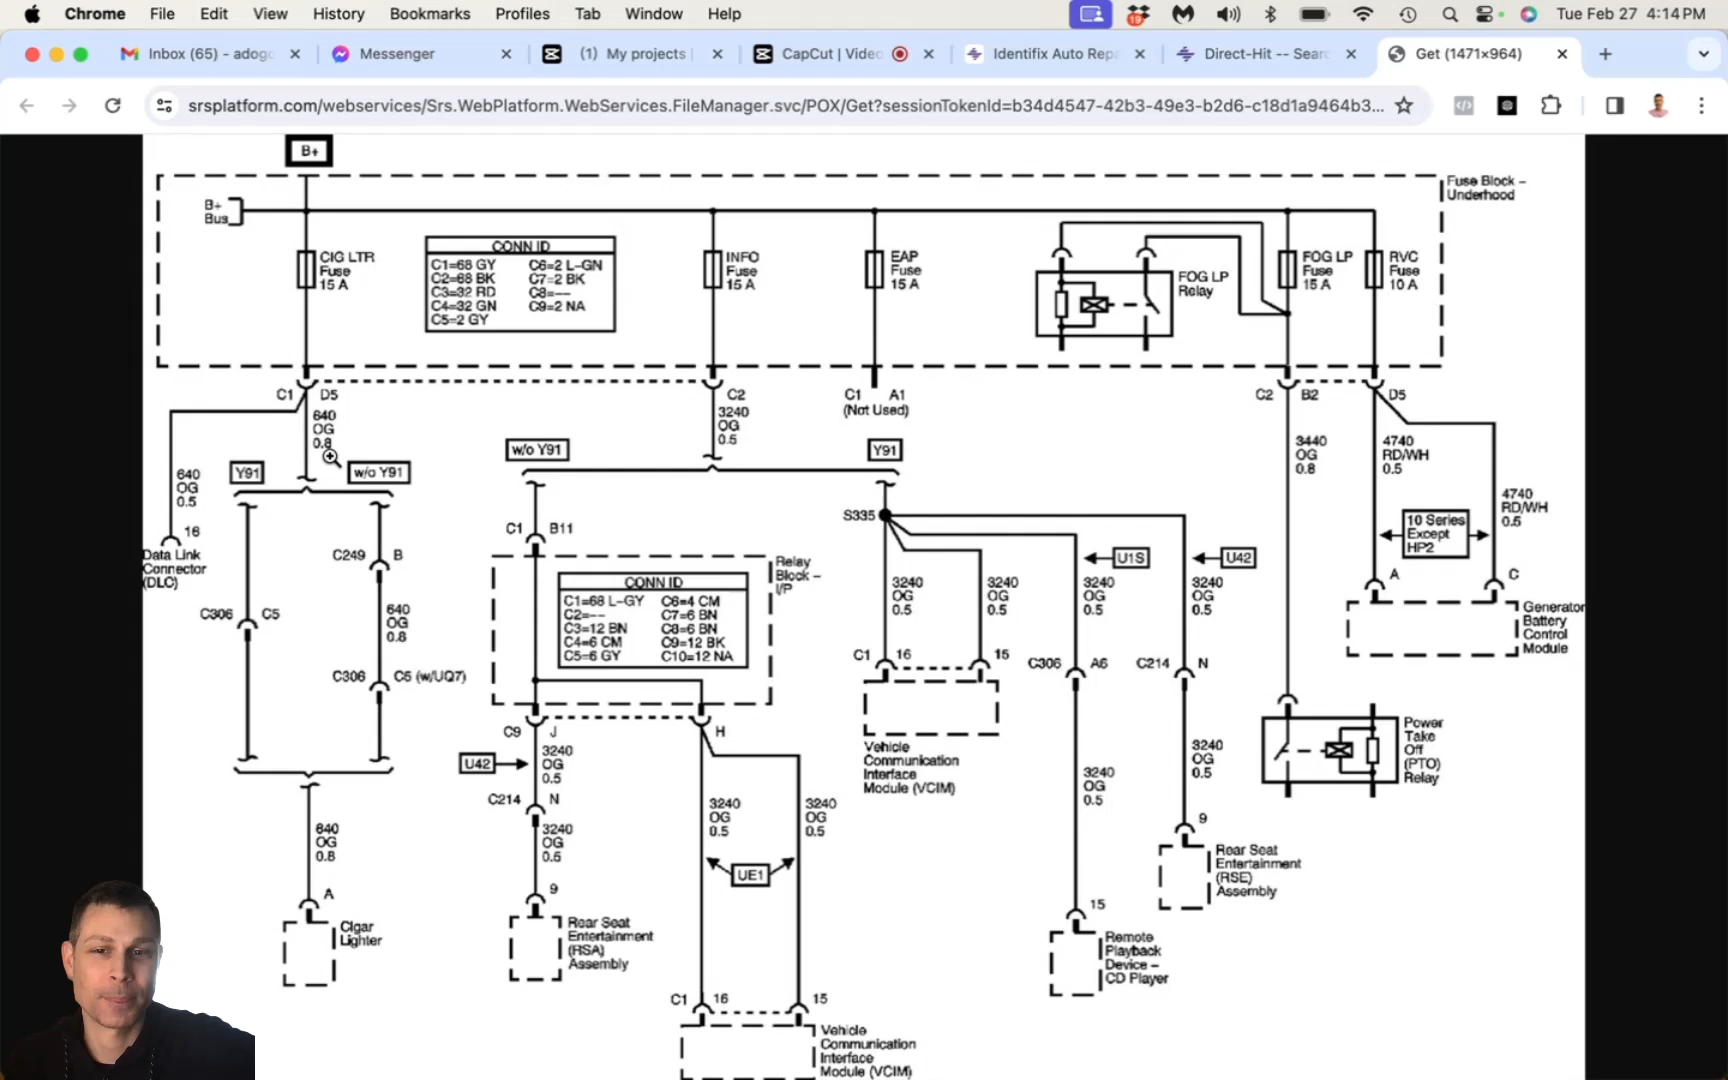 Chrome File Edit View History Bookmarks Profiles Tab Window Help
19
Tue Feb 27 4:14 PM
Inbox (65) - adogo
Messenger
(1) My projects |
CapCut | Video
Identifix Auto Repa
Direct-Hit -- Searc
Get (1471×964)
srsplatform.com/webservices/Srs.WebPlatform.WebServices.FileManager.svc/POX/Get?sessionTokenId=b34d4547-42b3-49e3-b2d6-c18d1a9464b3...
B+
Fuse Block –
Underhood
B+
Bus
CIG LTR
Fuse
15 A
CONN ID
C1=68 GY C6=2 L-GN
C2=68 BK C7=2 BK
C3=32 RD C8=--
C4=32 GN C9=2 NA
C5=2 GY
INFO
Fuse
15 A
EAP
Fuse
15 A
FOG LP
Relay
FOG LP
Fuse
15 A
RVC
Fuse
10 A
C1 D5
C2
C1 A1
(Not Used)
C2 B2
D5
640
OG
0.8
3240
OG
0.5
3440
OG
0.8
4740
RD/WH
0.5
4740
RD/WH
0.5
640
OG
0.5
Y91
w/o Y91
w/o Y91
Y91
16
Data Link
Connector
(DLC)
C249 B
C306 C5
640
OG
0.8
C306 C5 (w/UQ7)
C1 B11
S335
Relay
Block –
I/P
CONN ID
C1=68 L-GY C6=4 CM
C2=-- C7=6 BN
C3=12 BN C8=6 BN
C4=6 CM C9=12 BK
C5=6 GY C10=12 NA
U1S
U42
10 Series
Except
HP2
3240
OG
0.5
3240
OG
0.5
3240
OG
0.5
3240
OG
0.5
A
C
Generator
Battery
Control
Module
C1 16
15
C306 A6
C214 N
C9 J
H
3240
OG
0.5
U42
C214 N
3240
OG
0.5
Vehicle
Communication
Interface
Module (VCIM)
3240
OG
0.5
3240
OG
0.5
Power
Take
Off
(PTO)
Relay
3240
OG
0.5
3240
OG
0.5
UE1
640
OG
0.8
A
Cigar
Lighter
9
Rear Seat
Entertainment
(RSA)
Assembly
9
Rear Seat
Entertainment
(RSE)
Assembly
15
Remote
Playback
Device –
CD Player
C1 16
15
Vehicle
Communication
Interface
Module (VCIM)